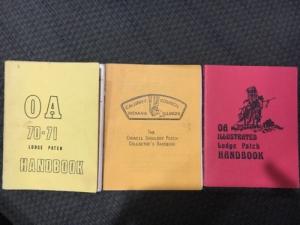 OA
70-71
LODGE PATCH
HANDBOOK
CALUMET COUNCIL
INDIANA ILLINOIS
THE
COUNCIL SHOULDER PATCH
COLLECTOR'S HANDBOOK
OA
ILLUSTRATED
Lodge Patch
HANDBOOK